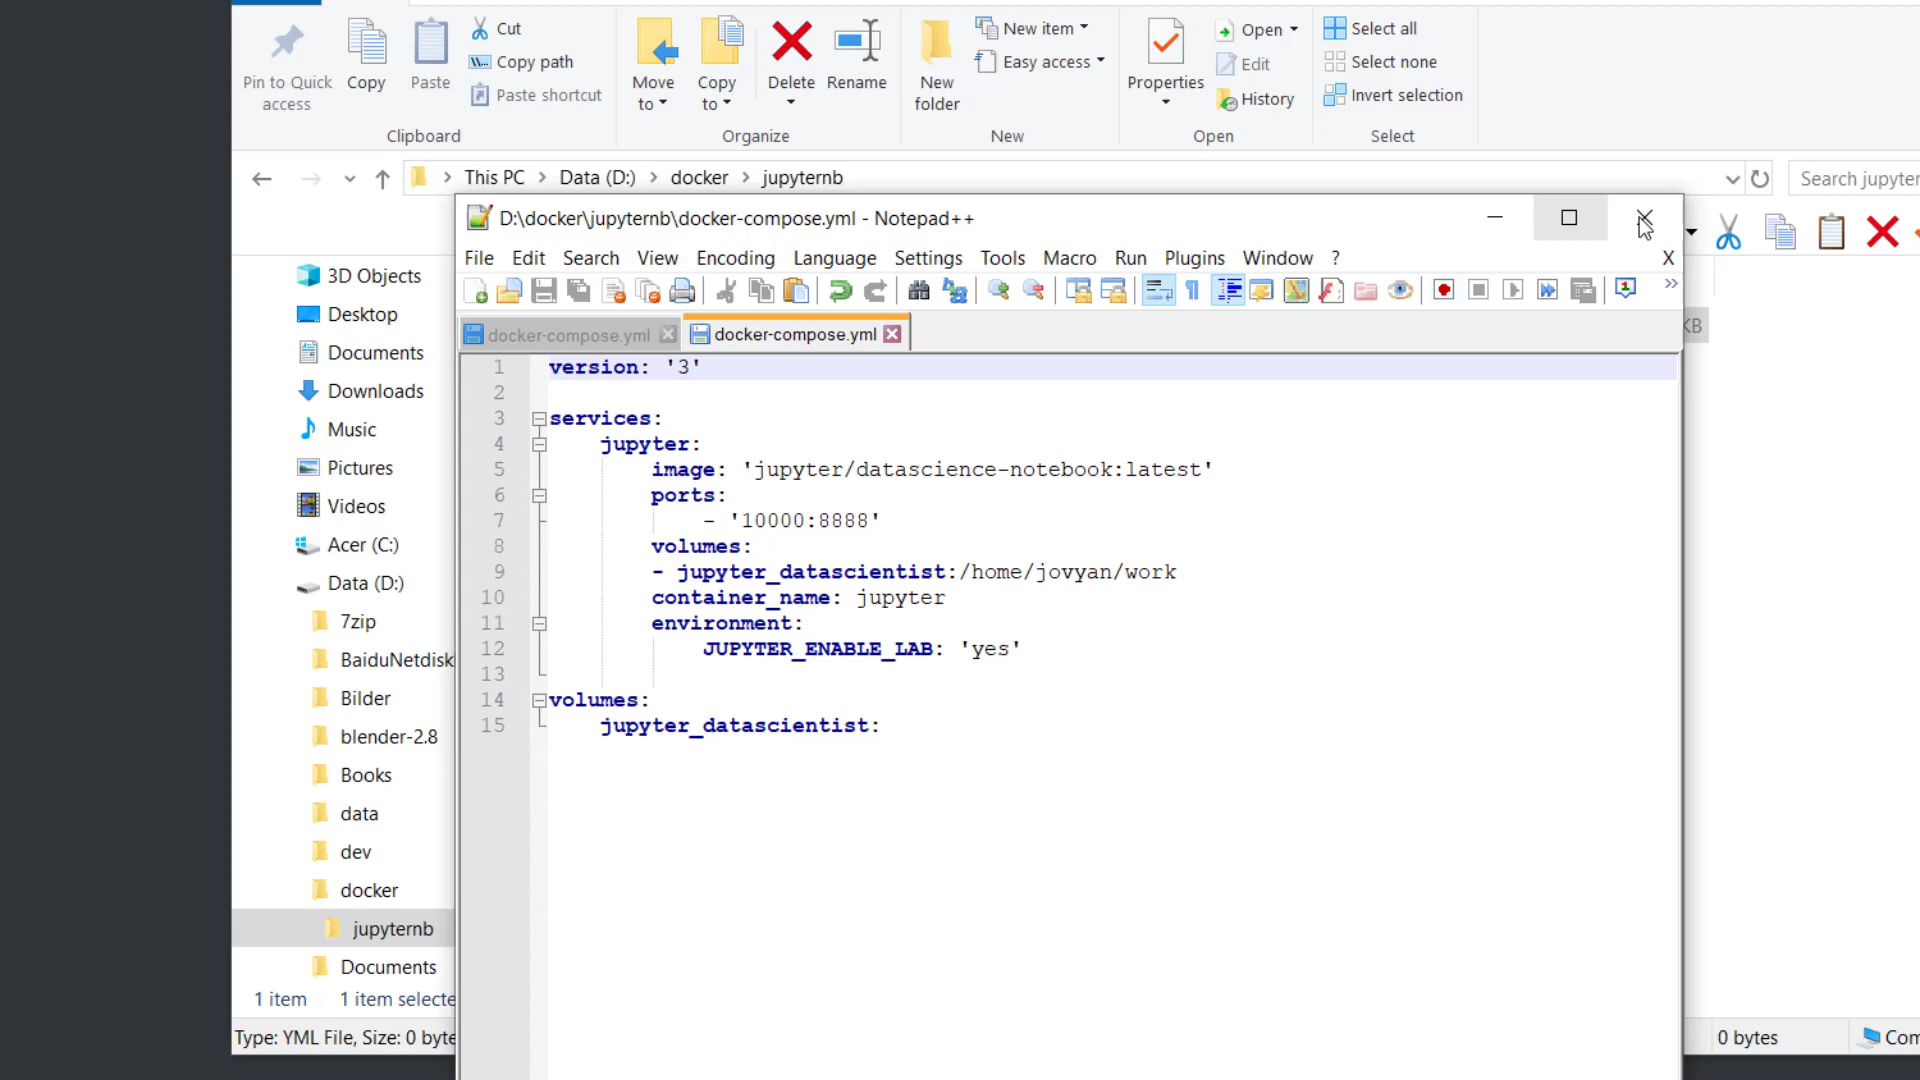 Cut
New item
Open
Select all
Copy path
Easy access
Edit
Select none
Pin to Quick access
Copy
Paste
Paste shortcut
Move to
Copy to
Delete
Rename
New folder
Properties
History
Invert selection
Clipboard
Organize
New
Open
Select
This PC > Data (D:) > docker > jupyternb
Search jupyter
D:\docker\jupyternb\docker-compose.yml - Notepad++
File Edit Search View Encoding Language Settings Tools Macro Run Plugins Window ? X
docker-compose.yml
docker-compose.yml
KB
3D Objects
Desktop
Documents
Downloads
Music
Pictures
Videos
Acer (C:)
Data (D:)
7zip
BaiduNetdisk
Bilder
blender-2.8
Books
data
dev
docker
jupyternb
Documents
1 version: '3'
2
3 services:
4 jupyter:
5 image: 'jupyter/datascience-notebook:latest'
6 ports:
7 - '10000:8888'
8 volumes:
9 - jupyter_datascientist:/home/jovyan/work
10 container_name: jupyter
11 environment:
12 JUPYTER_ENABLE_LAB: 'yes'
13
14 volumes:
15 jupyter_datascientist:
1 item 1 item selecte
Type: YML File, Size: 0 byte
0 bytes
Com